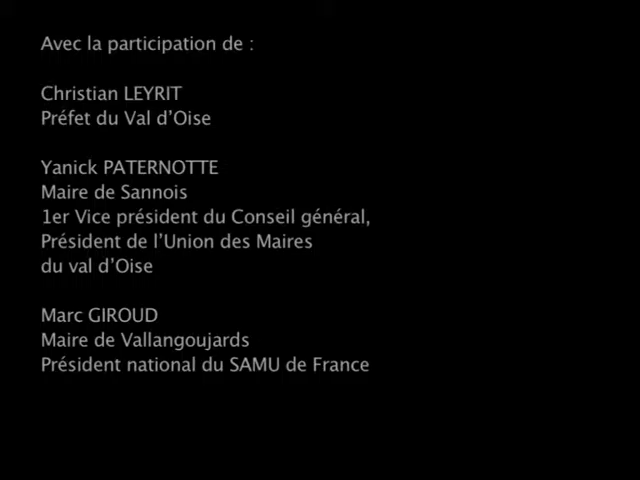 Avec la participation de :
Christian LEYRIT
Préfet du Val d'Oise
Yanick PATERNOTTE
Maire de Sannois
1er Vice président du Conseil général,
Président de l'Union des Maires
du val d'Oise
Marc GIROUD
Maire de Vallangoujards
Président national du SAMU de France